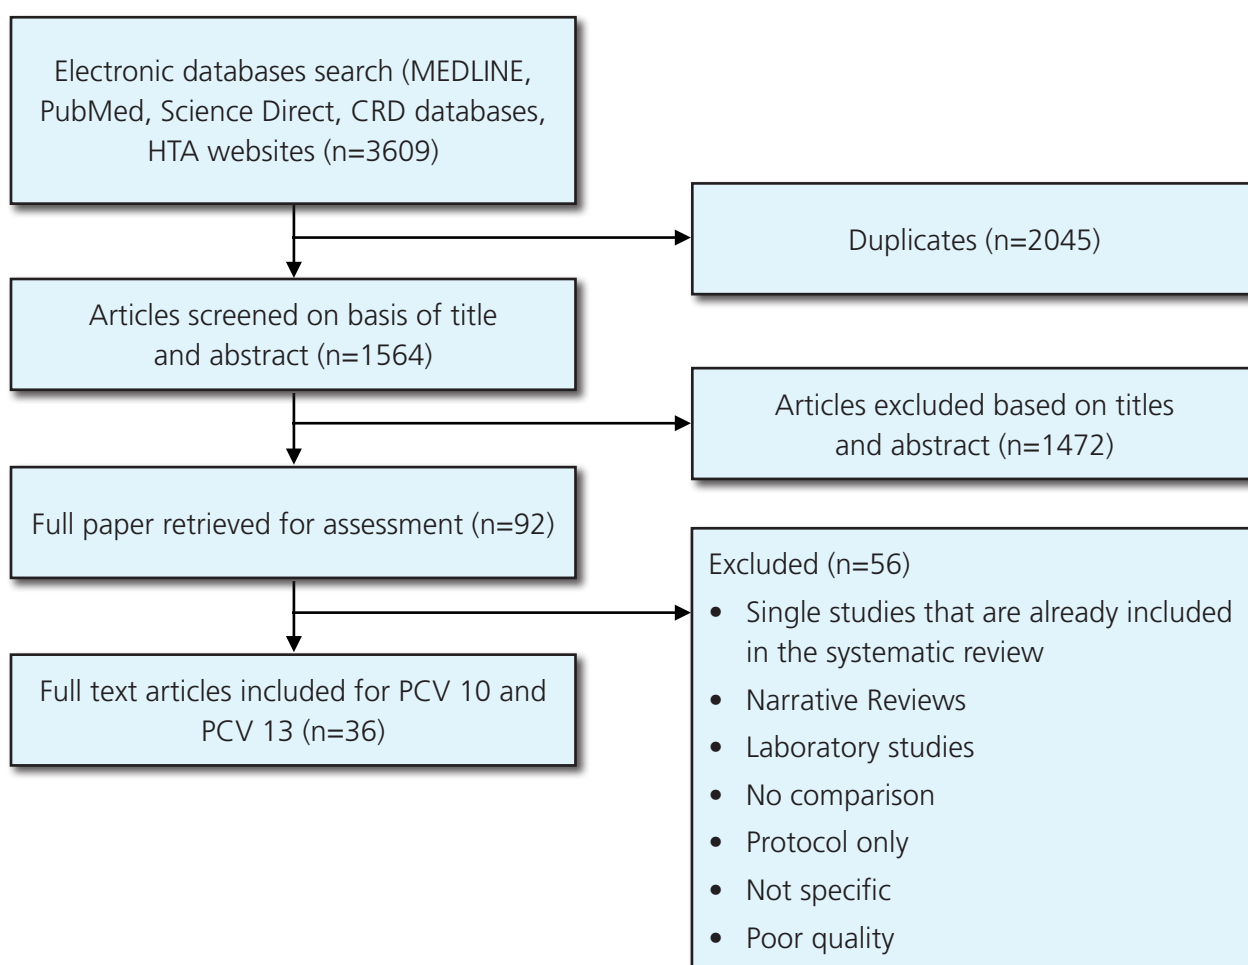 Electronic databases search (MEDLINE,
PubMed, Science Direct, CRD databases,
HTA websites (n=3609)
Duplicates (n=2045)
Articles screened on basis of title
and abstract (n=1564)
Articles excluded based on titles
and abstract (n=1472)
Full paper retrieved for assessment (n=92)
Excluded (n=56)
• Single studies that are already included
in the systematic review
• Narrative Reviews
• Laboratory studies
• No comparison
• Protocol only
• Not specific
• Poor quality
Full text articles included for PCV 10 and
PCV 13 (n=36)